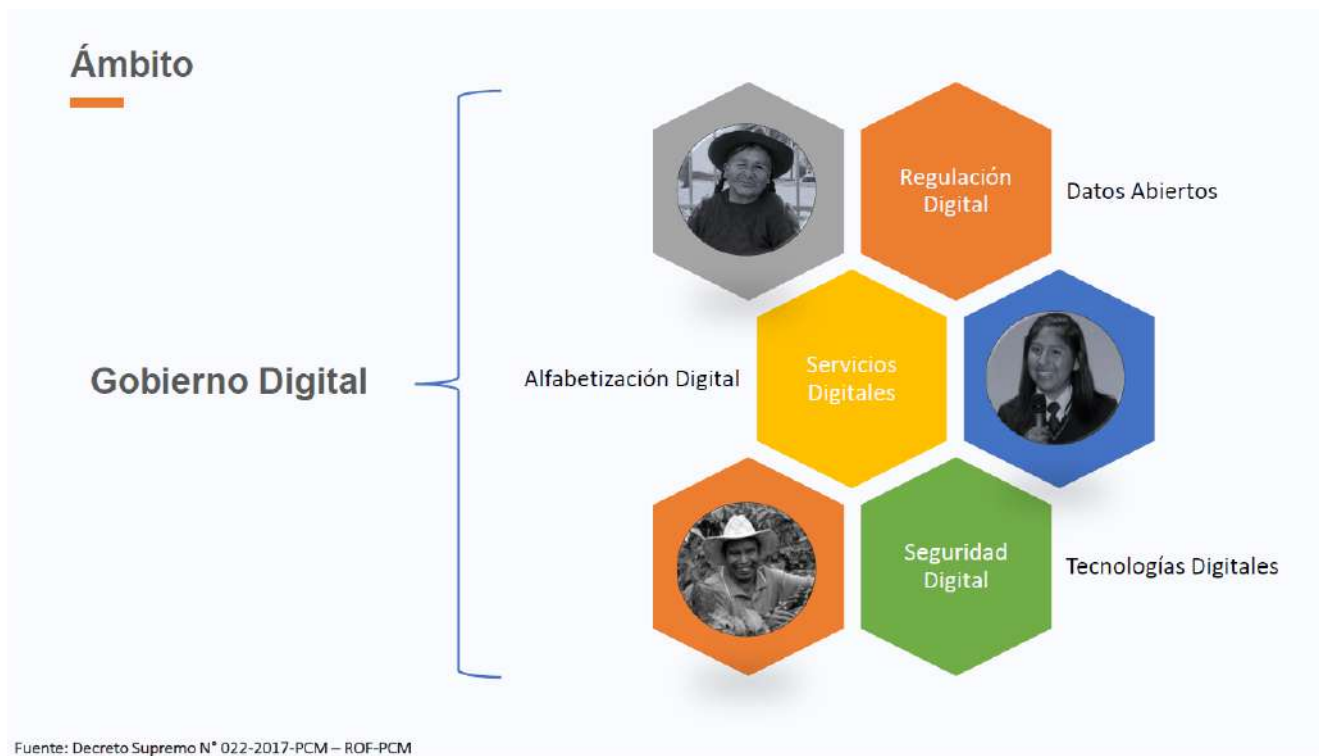 Ámbito
Regulación
Digital
Datos Abiertos
Gobierno Digital
Alfabetización Digital
Servicios
Digitales
Seguridad
Digital
Tecnologías Digitales
Fuente: Decreto Supremo N° 022-2017-PCM – ROF-PCM